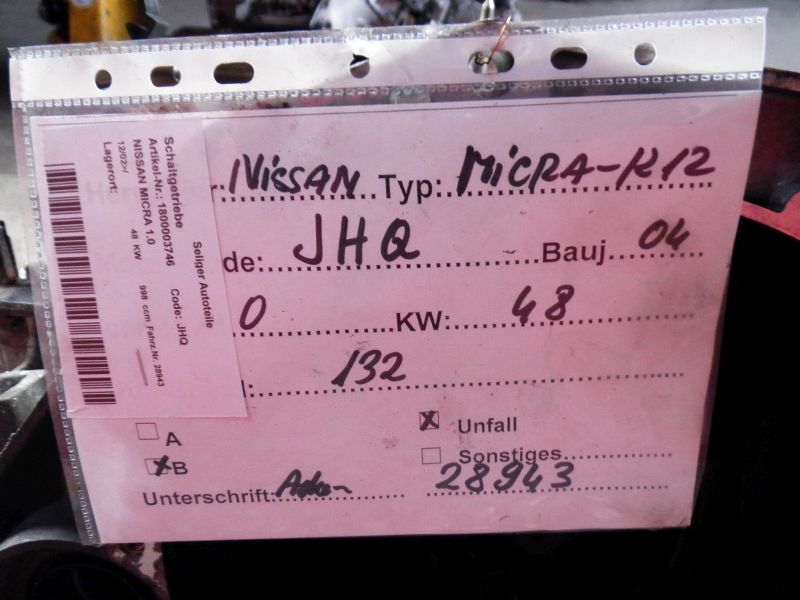 Seliger Autoteile
Schaltgetriebe Code: JHQ
Artikel-Nr.: 1800003746
NISSAN MICRA 1.0
48 KW 998 ccm Fahrz.Nr. 28943
12/02>/
Lagerort:
NISSAN Typ: MICRA-K12
de: JHQ Bauj 04
0 KW: 48
132
A Unfall
B Sonstiges
Unterschrift: 28943